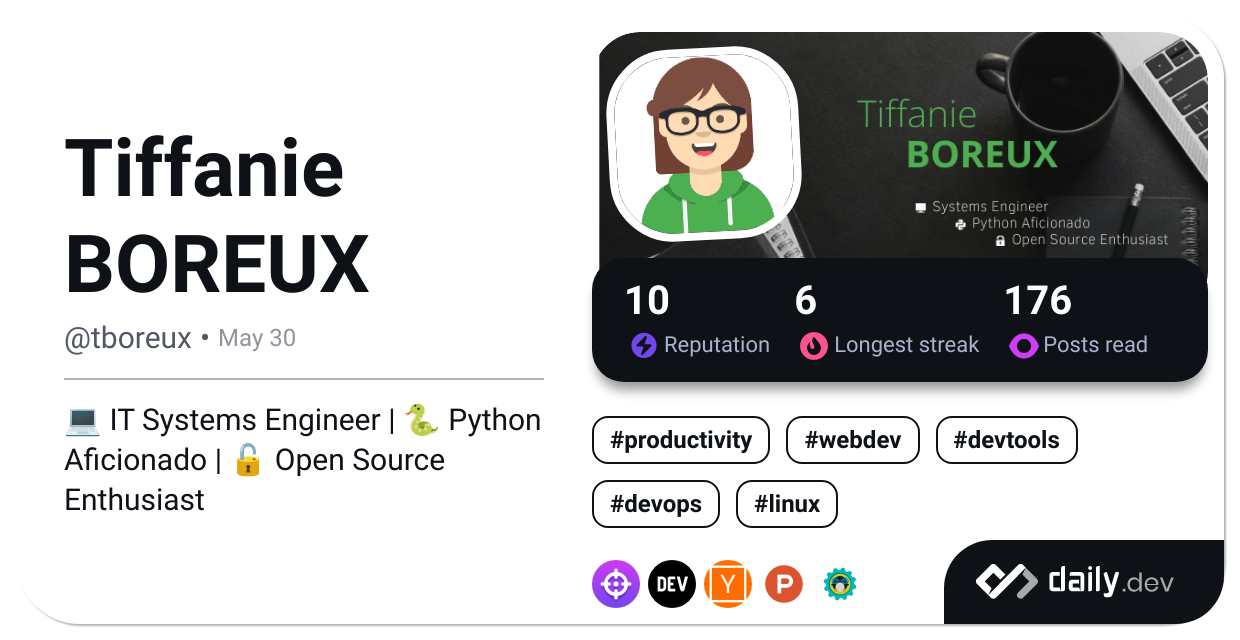 Tiffanie
BOREUX
@tboreux • May 30
💻 IT Systems Engineer | 🐍 Python
Aficionado | 🔓 Open Source
Enthusiast
Tiffanie
BOREUX
Systems Engineer
Python Aficionado
Open Source Enthusiast
10 6 176
Reputation Longest streak Posts read
#productivity #webdev #devtools
#devops #linux
DEV Y P
daily.dev